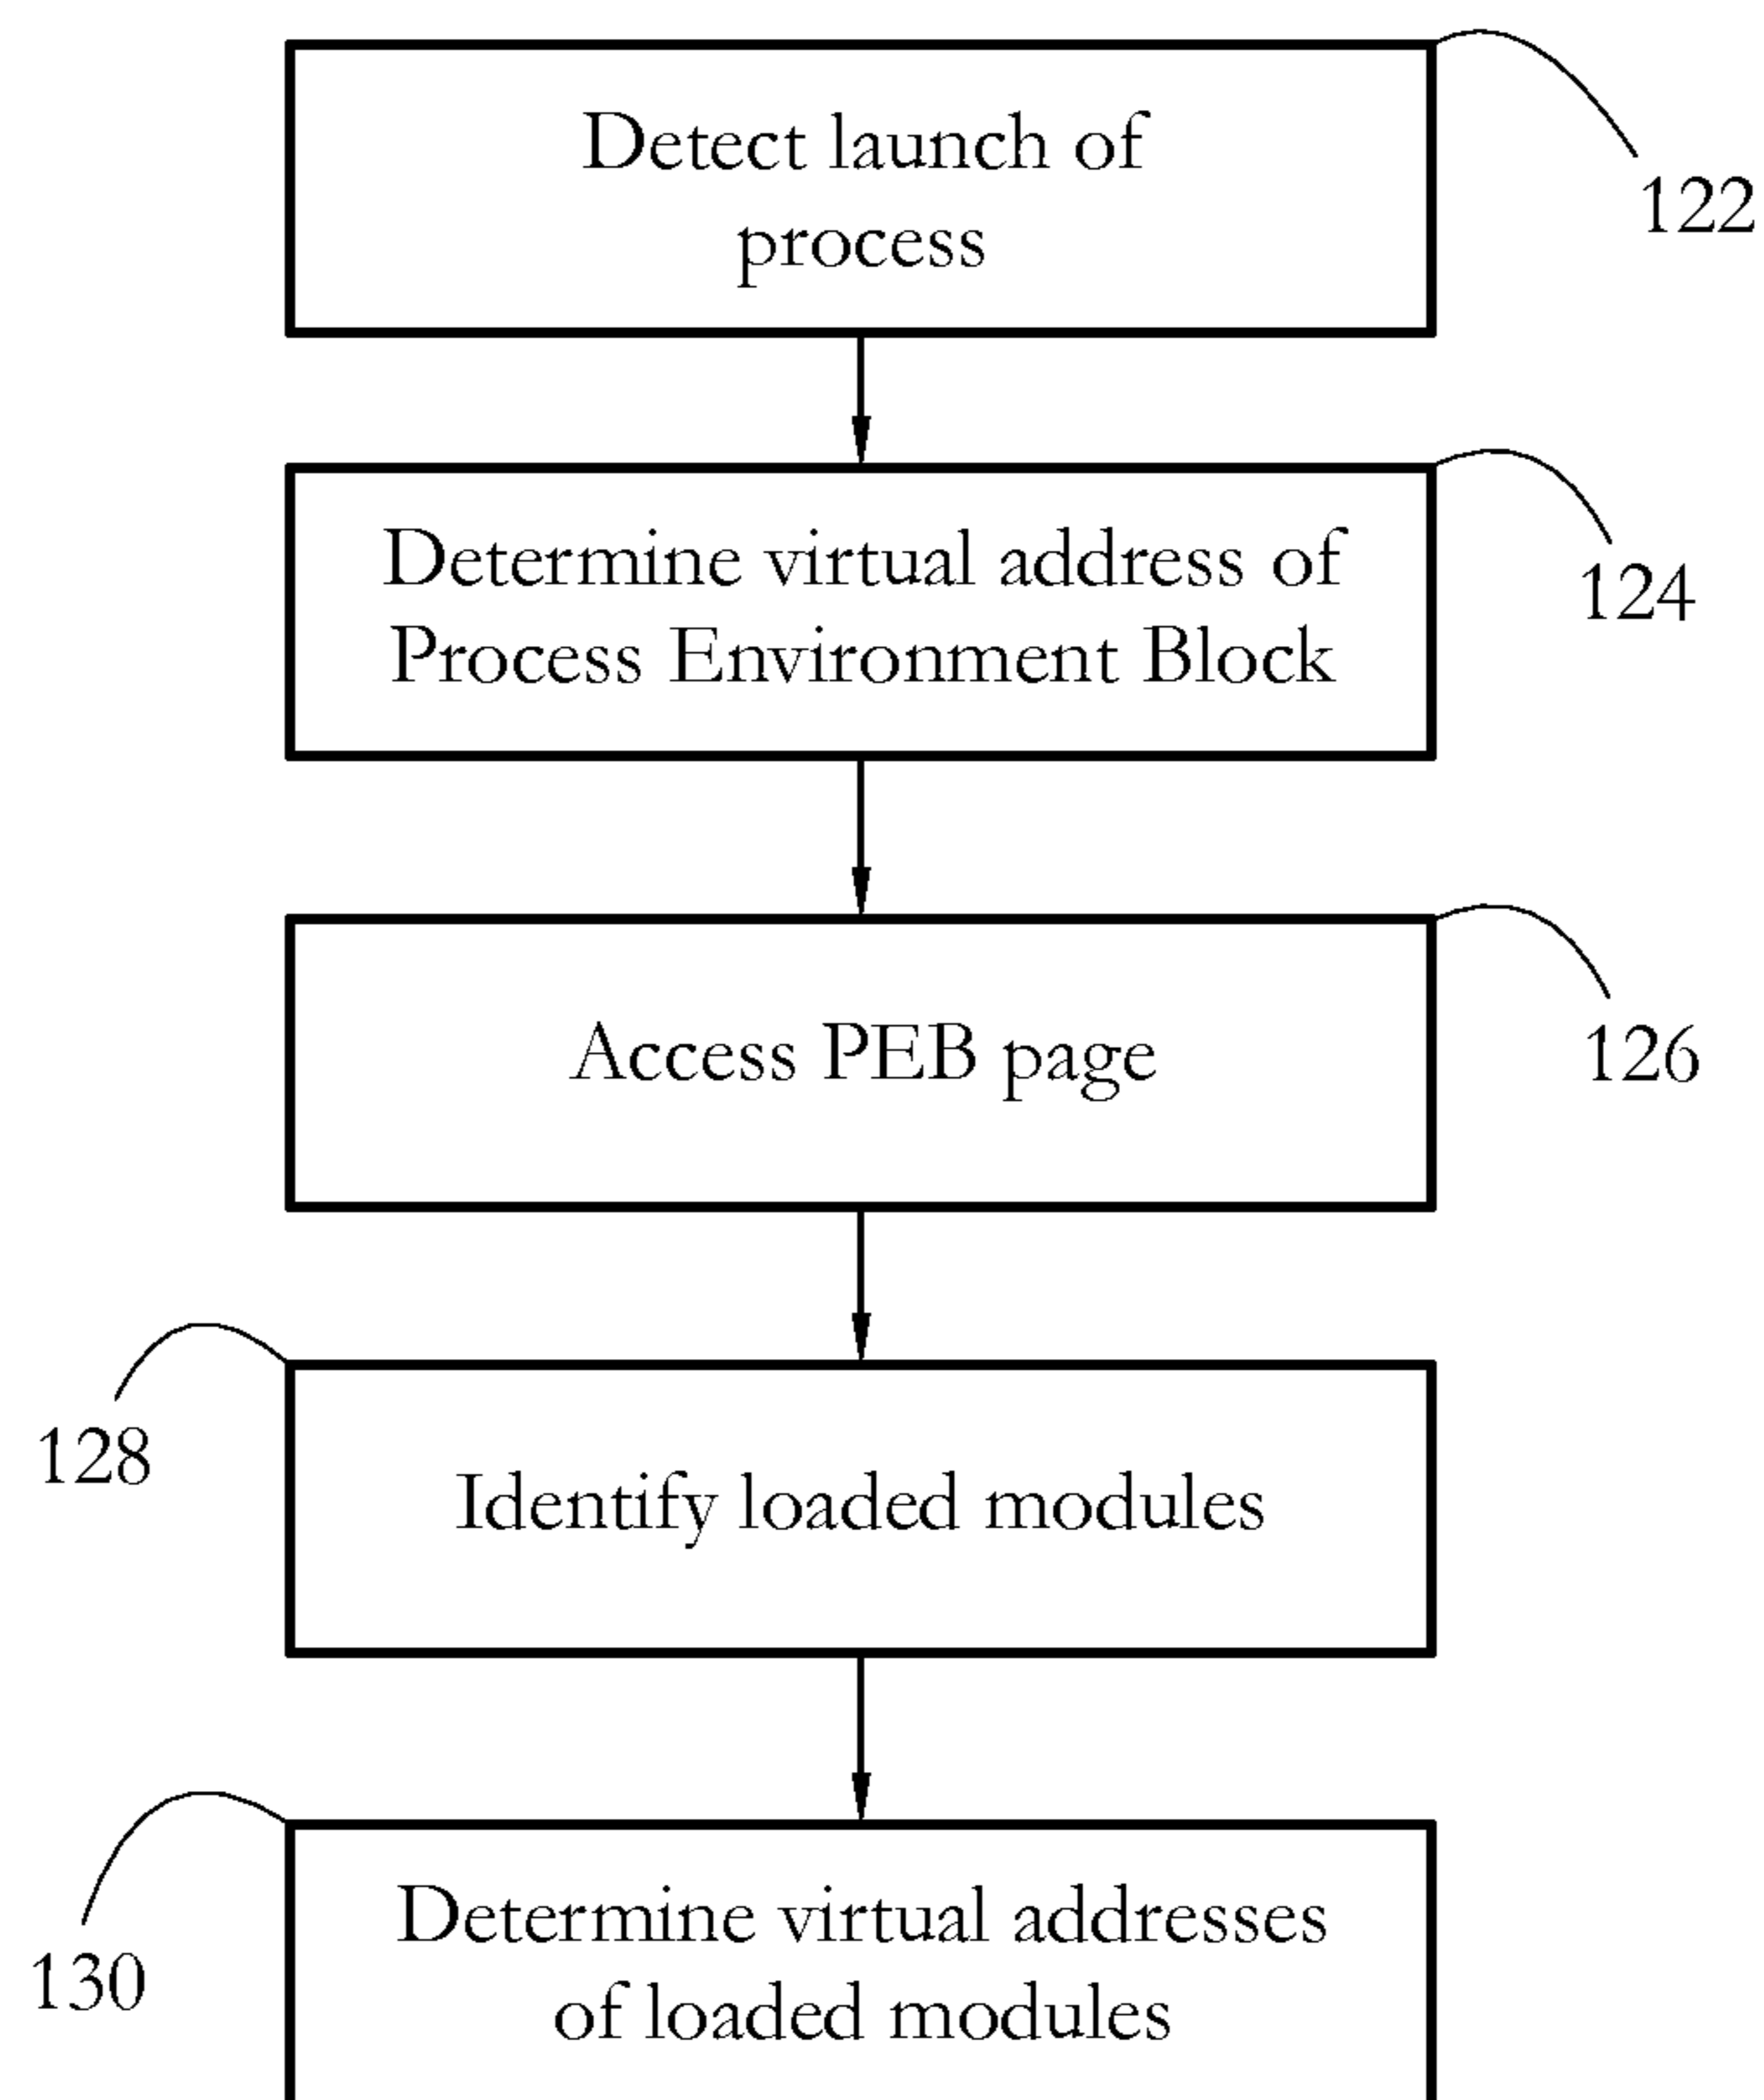 Detect launch of
process
122
Determine virtual address of
Process Environment Block
124
Access PEB page
126
128
Identify loaded modules
130
Determine virtual addresses
of loaded modules